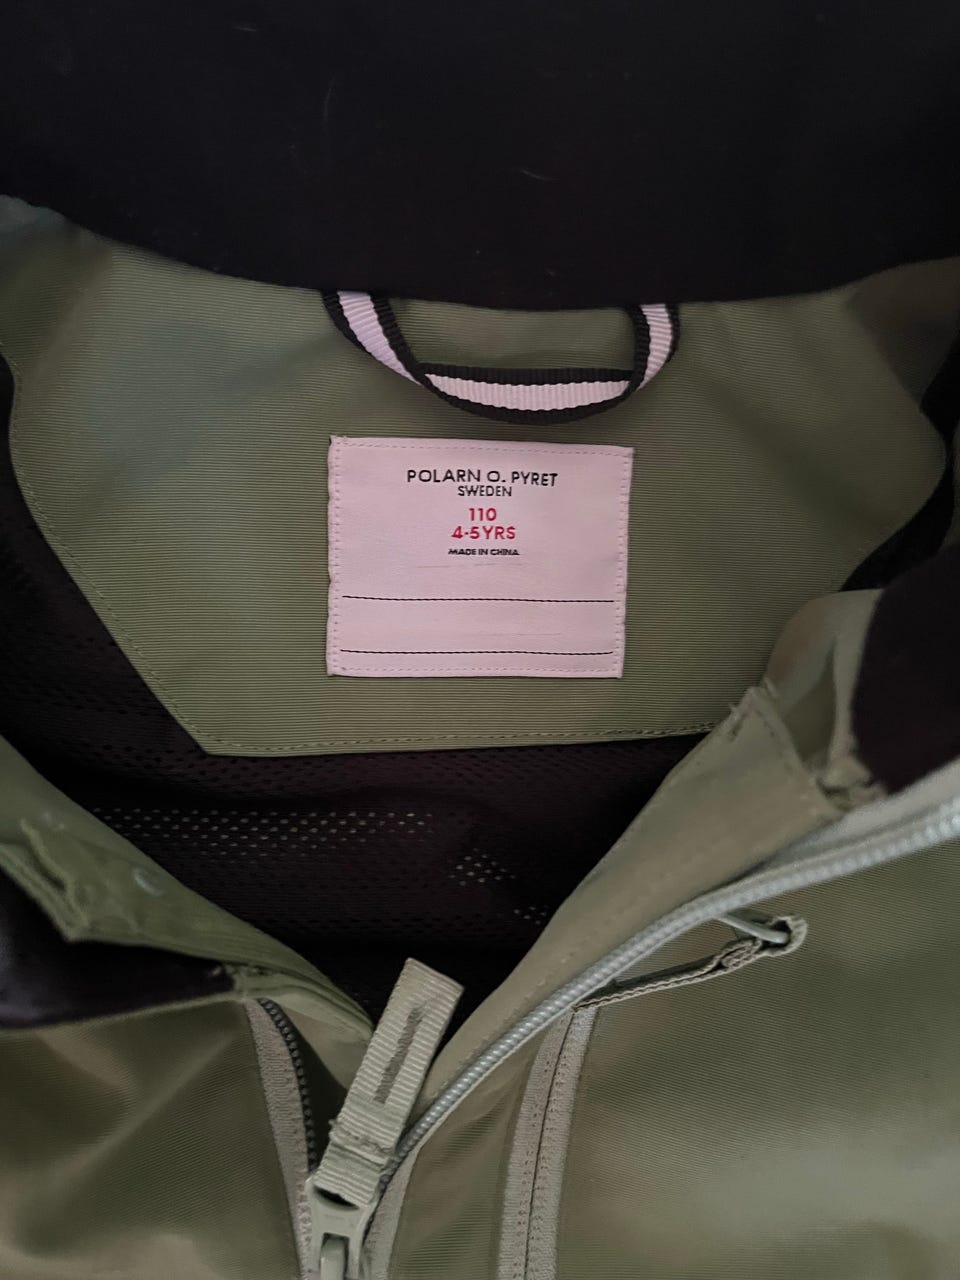 POLARN O. PYRET
SWEDEN
110
4-5YRS
MADE IN CHINA